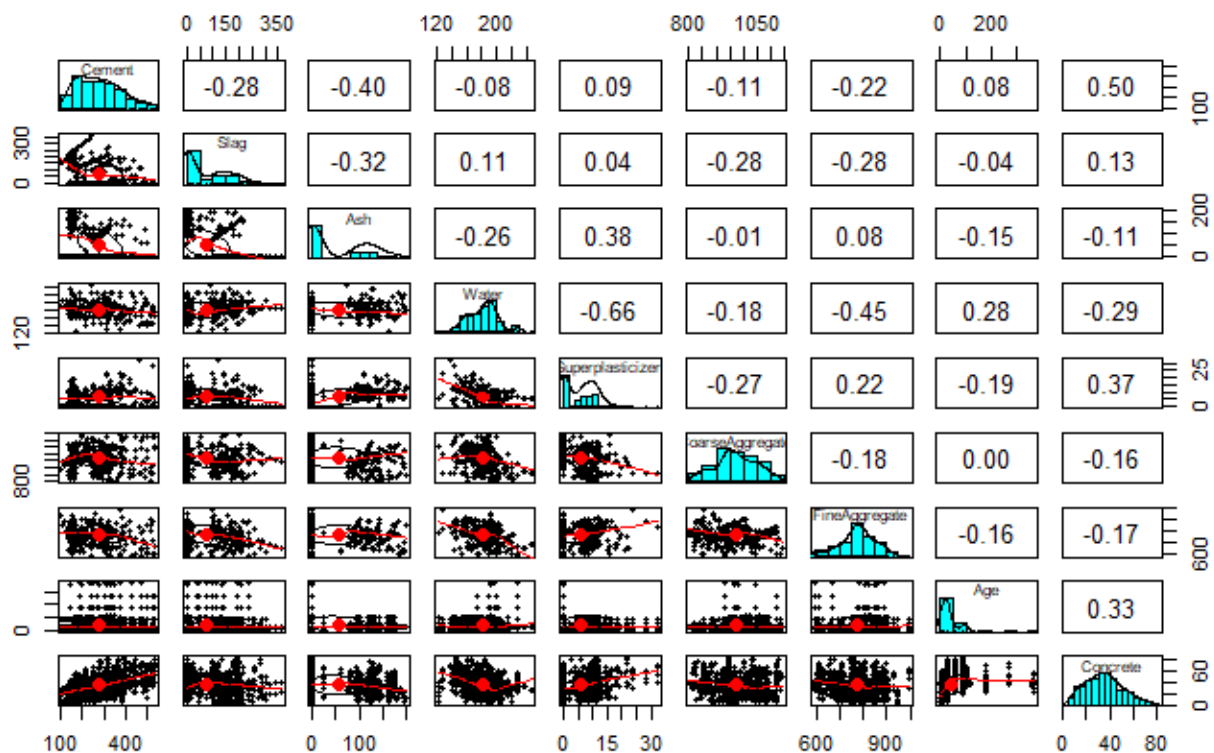 0 150 350 120 200 800 1050 0 200
Cement -0.28 -0.40 -0.08 0.09 -0.11 -0.22 0.08 0.50 100
300 0 Slag -0.32 0.11 0.04 -0.28 -0.28 -0.04 0.13
Ash -0.26 0.38 -0.01 0.08 -0.15 -0.11 200 0
120 Water -0.66 -0.18 -0.45 0.28 -0.29
Superplasticizer -0.27 0.22 -0.19 0.37 25 0
800 CoarseAggregate -0.18 0.00 -0.16
FineAggregate -0.16 -0.17 600
0 Age 0.33
Concrete 60 0
100 400 0 100 0 15 30 600 900 0 40 80